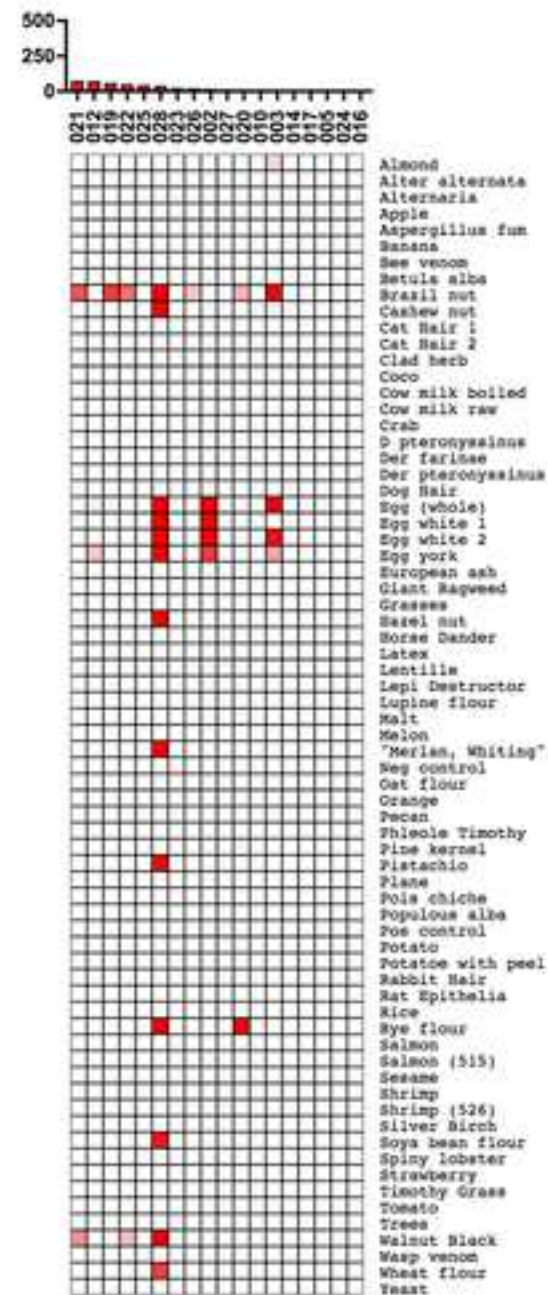 500
250
0
021 012 019 022 025 028 023 026 002 027 020 010 003 014 017 005 024 016
Almond
Alter alternata
Alternaria
Apple
Aspergillus fum
Banana
Bee venom
Betula alba
Brazil nut
Cashew nut
Cat Hair 1
Cat Hair 2
Clad herb
Coco
Cow milk boiled
Cow milk raw
Crab
D pteronyssinus
Der farinae
Der pteronyssinus
Dog Hair
Egg (whole)
Egg white 1
Egg white 2
Egg york
European ash
Giant Ragweed
Grasses
Hazel nut
Horse Dander
Latex
Lentille
Lepi Destructor
Lupine flour
Malt
Melon
"Merlan, Whiting"
Neg control
Oat flour
Orange
Pecan
Phleole Timothy
Pine kernel
Pistachio
Plane
Pois chiche
Populous alba
Pos control
Potato
Potatoe with peel
Rabbit Hair
Rat Epithelia
Rice
Rye flour
Salmon
Salmon (515)
Sesame
Shrimp
Shrimp (526)
Silver Birch
Soya bean flour
Spiny lobster
Strawberry
Timothy Grass
Tomato
Trees
Walnut Black
Wasp venom
Wheat flour
Yeast